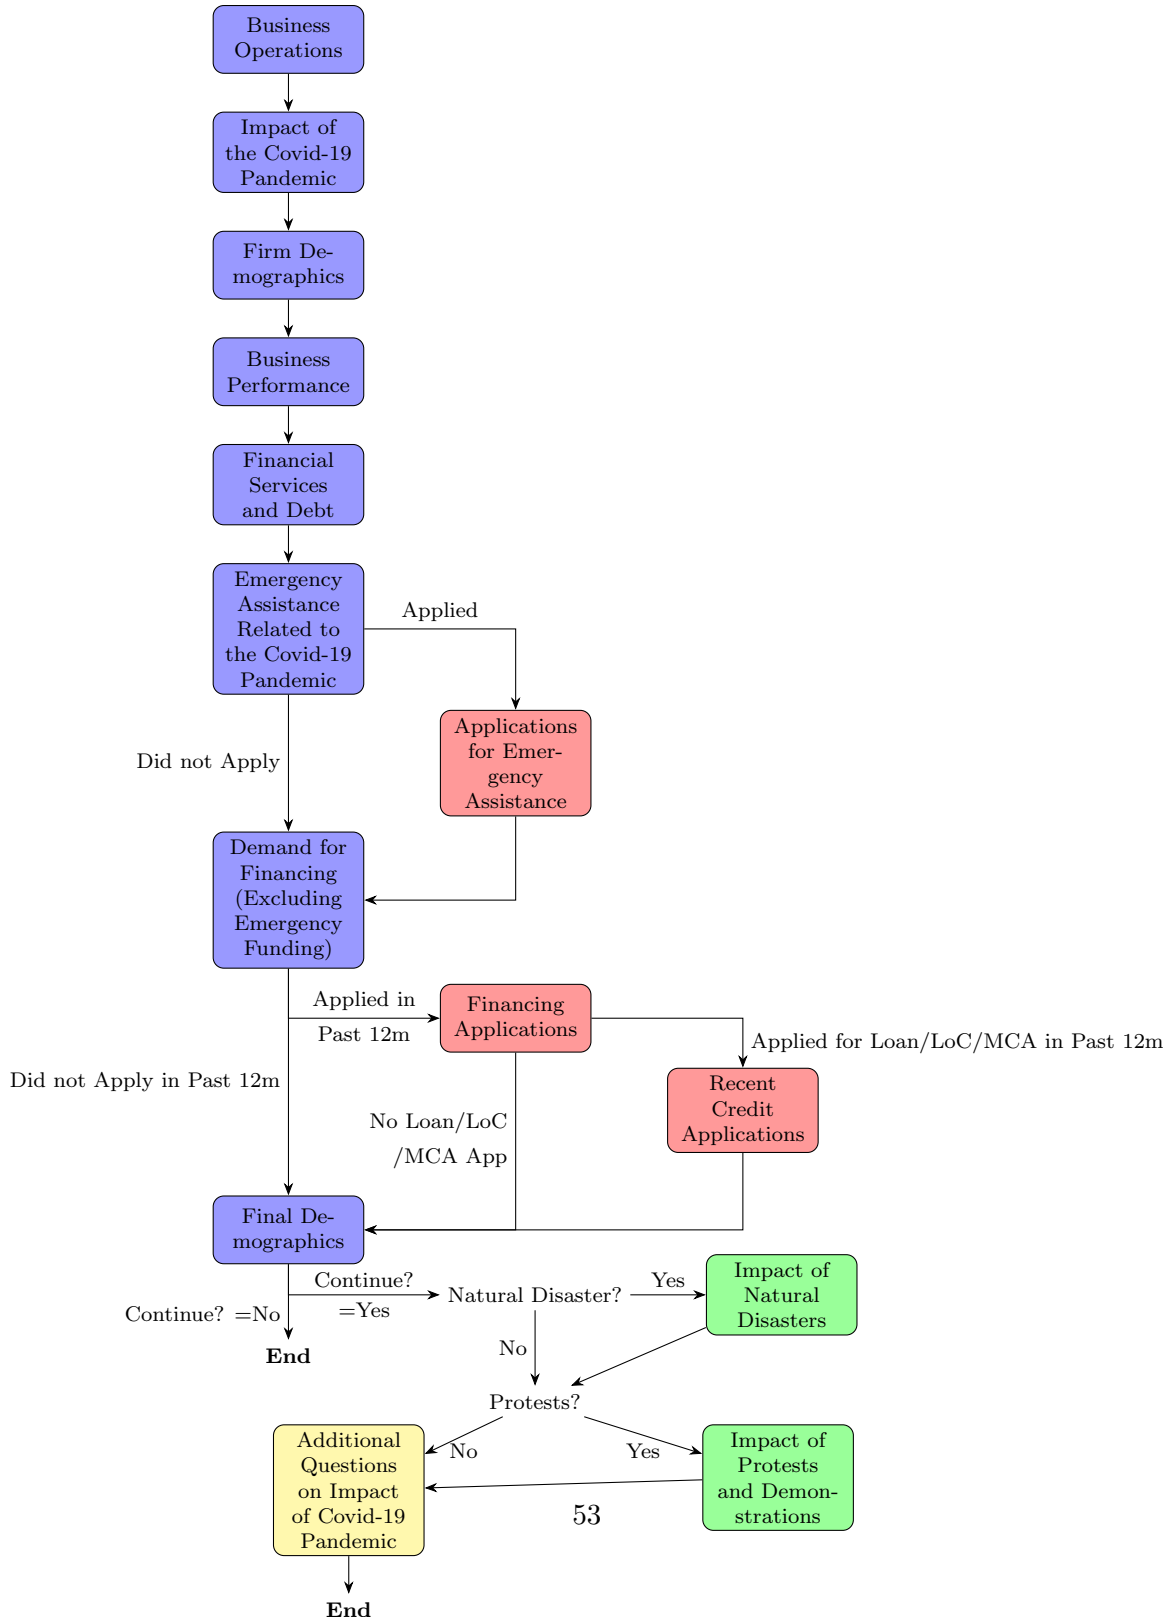 Business
Operations
Impact of
the Covid-19
Pandemic
Firm De-
mographics
Business
Performance
Financial
Services
and Debt
Emergency
Assistance
Related to
the Covid-19
Pandemic
Applied
Applications
for Emer-
gency
Assistance
Did not Apply
Demand for
Financing
(Excluding
Emergency
Funding)
Applied in
Past 12m
Financing
Applications
Applied for Loan/LoC/MCA in Past 12m
Did not Apply in Past 12m
Recent
Credit
Applications
No Loan/LoC
/MCA App
Final De-
mographics
Continue?
=Yes
Continue? =No
End
Natural Disaster?
Yes
Impact of
Natural
Disasters
No
Protests?
No
Yes
Additional
Questions
on Impact
of Covid-19
Pandemic
Impact of
Protests
and Demon-
strations
53
End